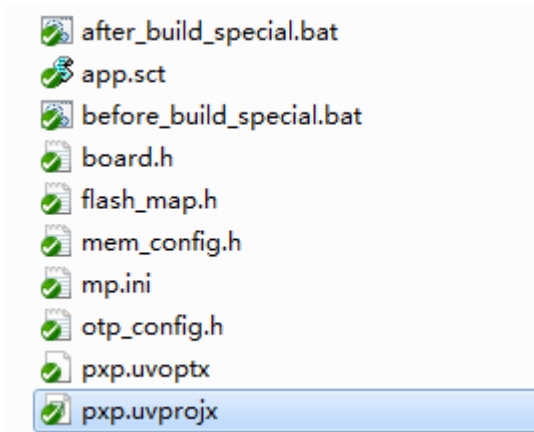 after_build_special.bat
app.sct
before_build_special.bat
board.h
flash_map.h
mem_config.h
mp.ini
otp_config.h
pxp.uvoptx
pxp.uvprojx